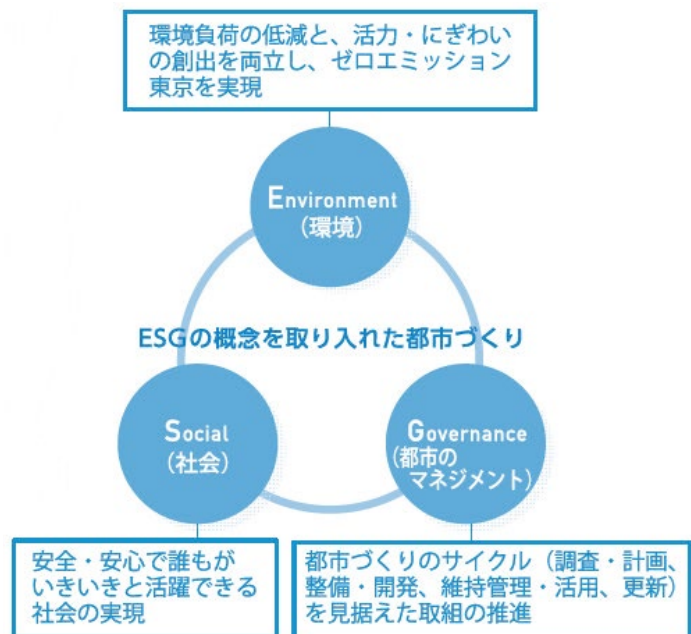 環境負荷の低減と、活力・にぎわい
の創出を両立し、ゼロエミッション
東京を実現
Environment
（環境）
ESGの概念を取り入れた都市づくり
Social
（社会）
Governance
（都市の
マネジメント）
安全・安心で誰もが
いきいきと活躍できる
社会の実現
都市づくりのサイクル（調査・計画、
整備・開発、維持管理・活用、更新）
を見据えた取組の推進